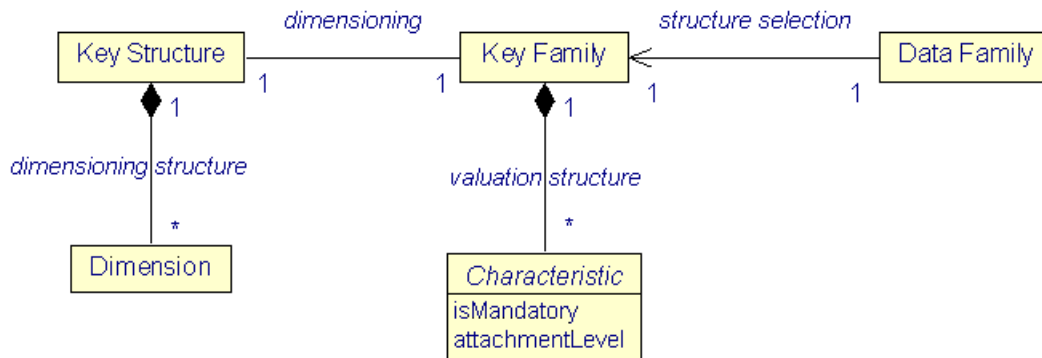 dimensioning
structure selection
Key Structure
Key Family
Data Family
1
1
1
1
1
1
dimensioning structure
valuation structure
*
*
Dimension
Characteristic
isMandatory
attachmentLevel